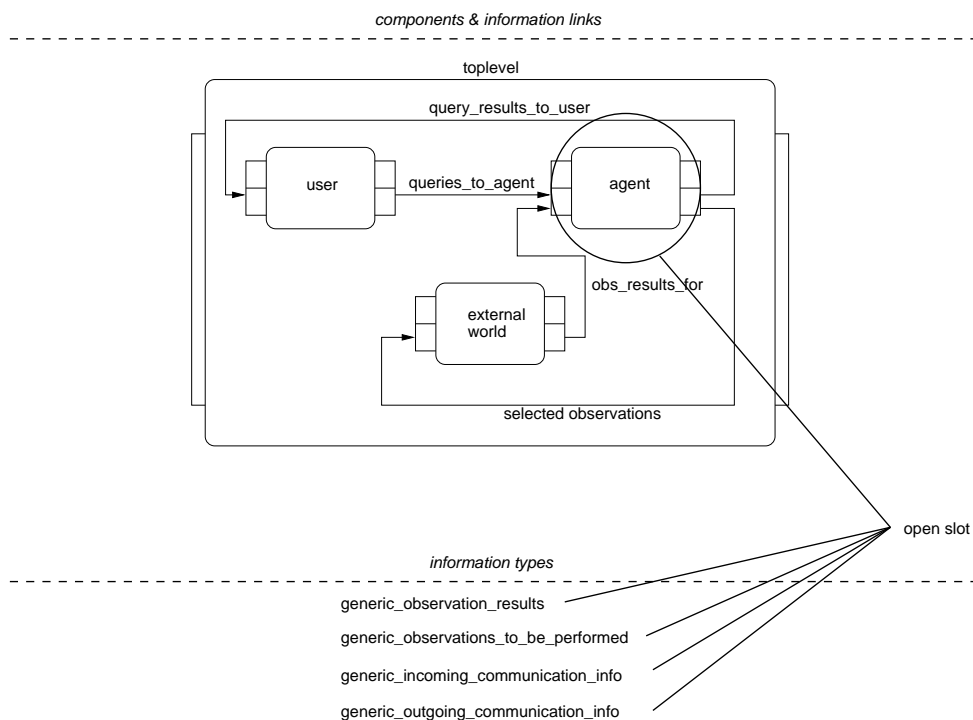 components & information links
toplevel
query_results_to_user
user
queries_to_agent
agent
obs_results_for
external
world
selected observations
open slot
information types
generic_observation_results
generic_observations_to_be_performed
generic_incoming_communication_info
generic_outgoing_communication_info